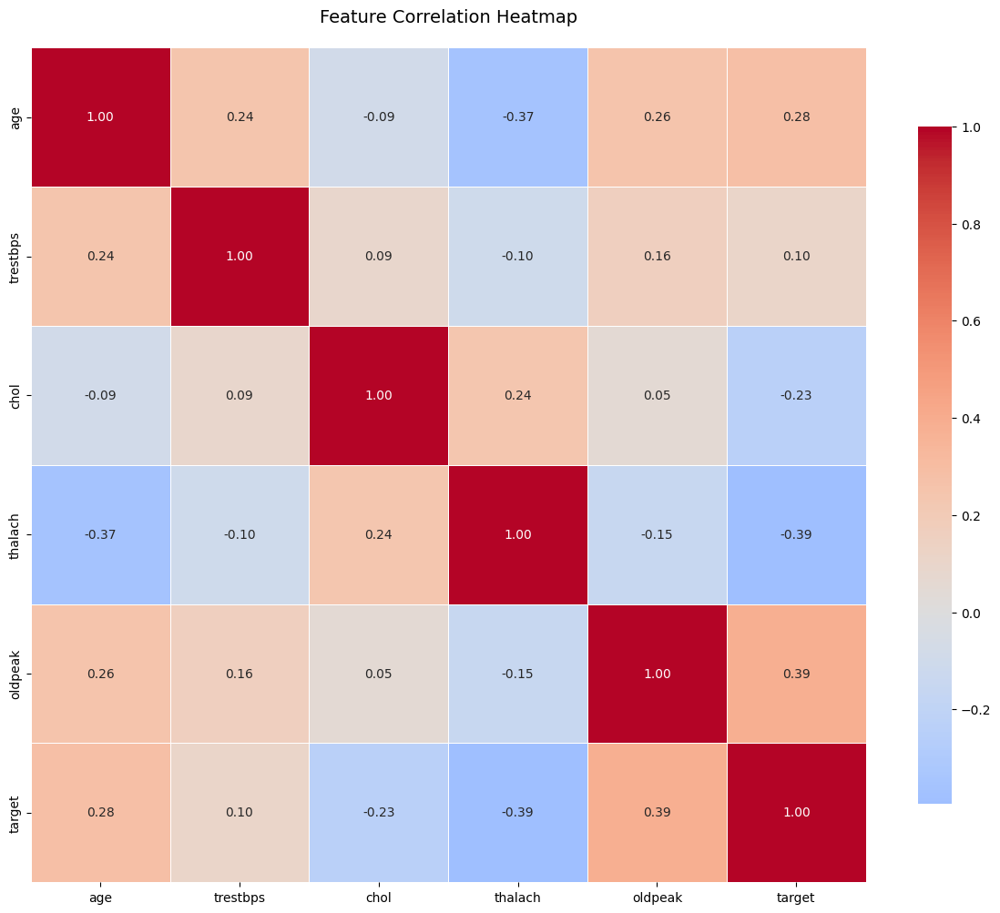 Feature Correlation Heatmap
age 1.00 0.24 -0.09 -0.37 0.26 0.28
trestbps 0.24 1.00 0.09 -0.10 0.16 0.10
chol -0.09 0.09 1.00 0.24 0.05 -0.23
thalach -0.37 -0.10 0.24 1.00 -0.15 -0.39
oldpeak 0.26 0.16 0.05 -0.15 1.00 0.39
target 0.28 0.10 -0.23 -0.39 0.39 1.00
age trestbps chol thalach oldpeak target
1.0
0.8
0.6
0.4
0.2
0.0
−0.2